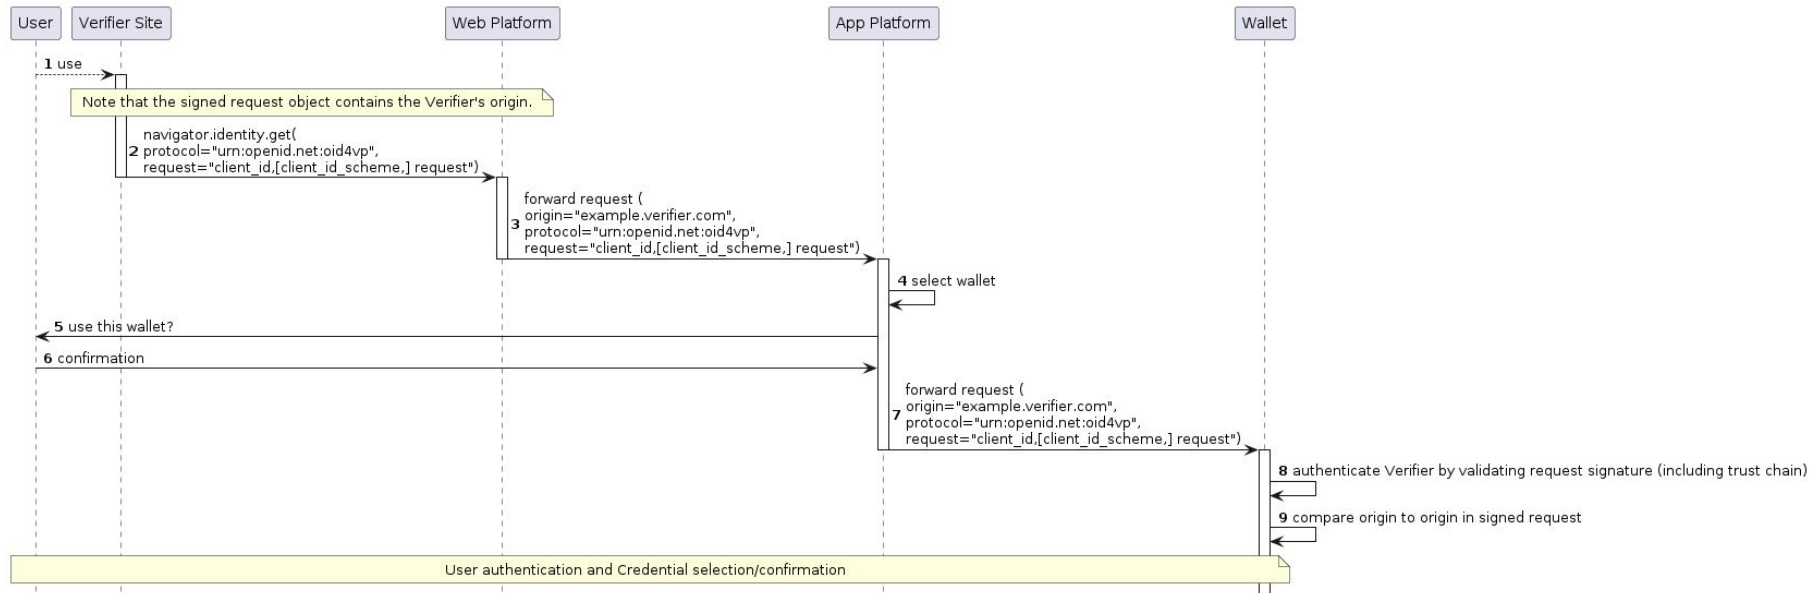 User
Verifier Site
Web Platform
App Platform
Wallet
1 use
Note that the signed request object contains the Verifier's origin.
navigator.identity.get(
2 protocol="urn:openid.net:oid4vp",
request="client_id,[client_id_scheme,] request")
forward request (
origin="example.verifier.com",
3 protocol="urn:openid.net:oid4vp",
request="client_id,[client_id_scheme,] request")
4 select wallet
5 use this wallet?
6 confirmation
forward request (
origin="example.verifier.com",
7 protocol="urn:openid.net:oid4vp",
request="client_id,[client_id_scheme,] request")
8 authenticate Verifier by validating request signature (including trust chain)
9 compare origin to origin in signed request
User authentication and Credential selection/confirmation